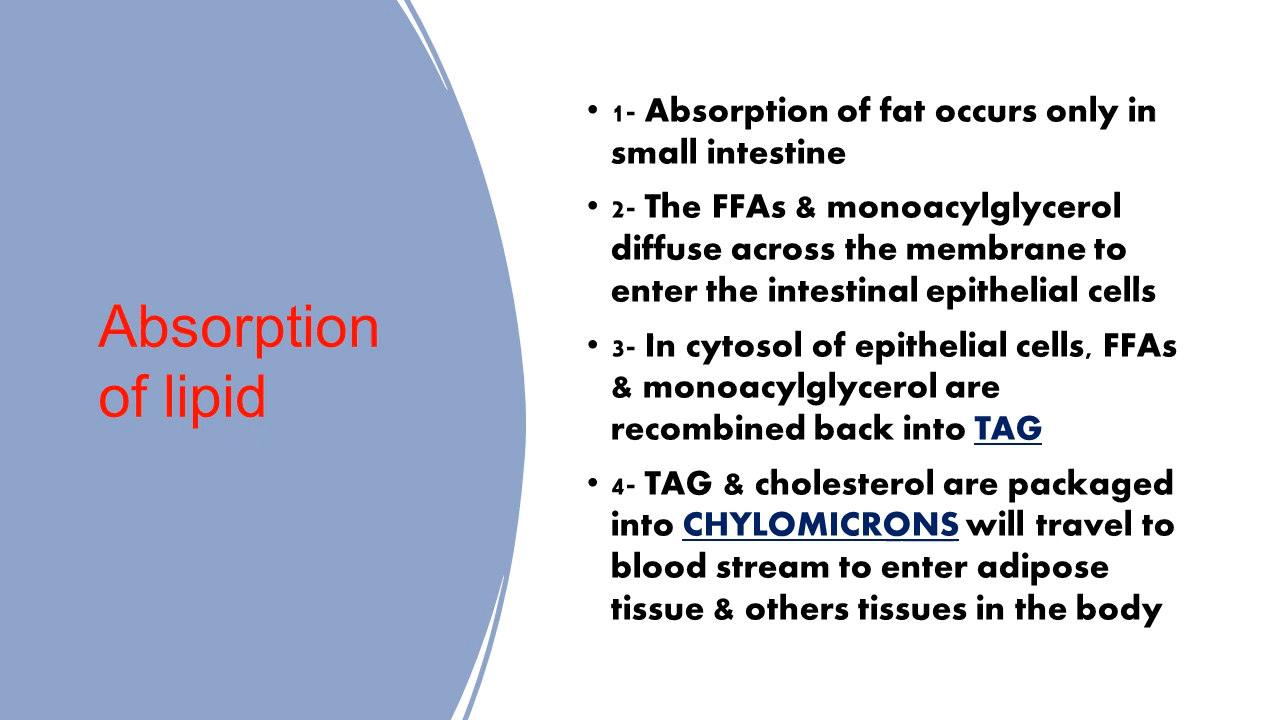 Absorption
of lipid
• 1- Absorption of fat occurs only in
small intestine
• 2- The FFAs & monoacylglycerol
diffuse across the membrane to
enter the intestinal epithelial cells
• 3- In cytosol of epithelial cells, FFAs
& monoacylglycerol are
recombined back into TAG
• 4- TAG & cholesterol are packaged
into CHYLOMICRONS will travel to
blood stream to enter adipose
tissue & others tissues in the body